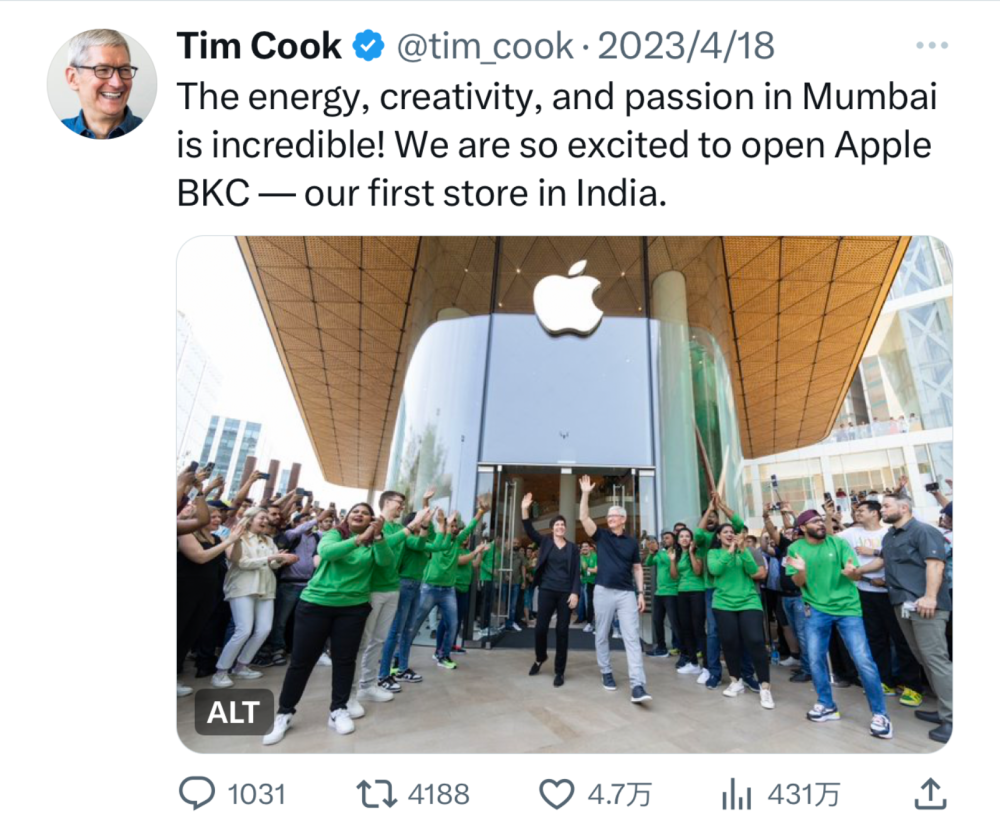 Tim Cook @tim_cook · 2023/4/18
The energy, creativity, and passion in Mumbai
is incredible! We are so excited to open Apple
BKC — our first store in India.
ALT
1031 4188 4.7万 431万